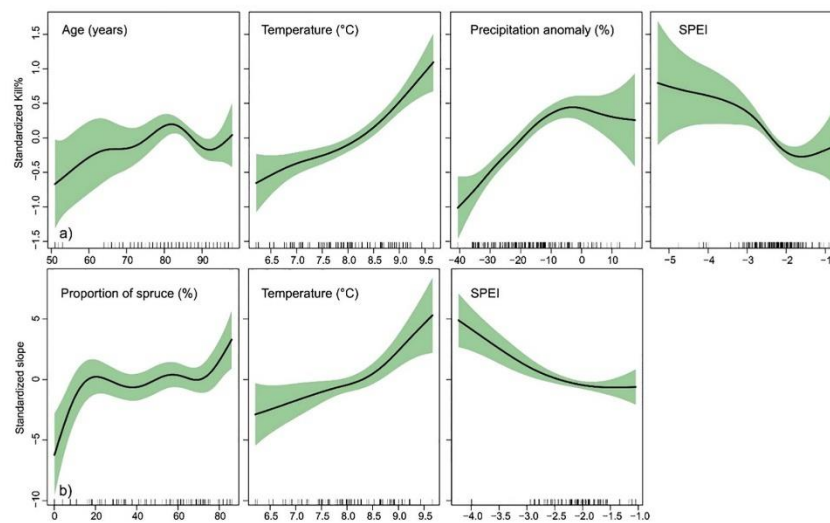 Age (years)
Temperature (°C)
Precipitation anomaly (%)
SPEI
Standardized Kill%
1.5
1.0
0.5
0.0
-0.5
-1.0
-1.5
a)
50 60 70 80 90
6.5 7.0 7.5 8.0 8.5 9.0 9.5
-40 -30 -20 -10 0 10
-5 -4 -3 -2 -1
Proportion of spruce (%)
Temperature (°C)
SPEI
Standardized slope
5
0
-5
-10
b)
0 20 40 60 80
6.5 7.0 7.5 8.0 8.5 9.0 9.5
-4.0 -3.5 -3.0 -2.5 -2.0 -1.5 -1.0